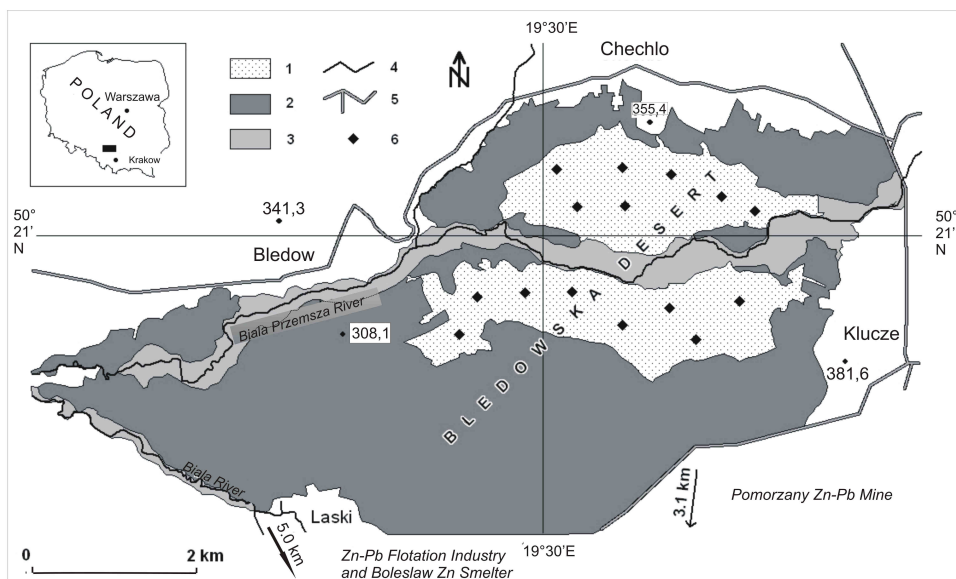 19°30'E
Chechlo
POLAND
Warszawa
Krakow
1
2
3
4
5
6
N
355,4
50°
21'
N
341,3
Bledow
50°
21'
N
BLEDOWSKA DESERT
Biala Przemsza River
308,1
Klucze
381,6
Biala River
Laski
5.0 km
3.1 km
Pomorzany Zn-Pb Mine
19°30'E
0 2 km
Zn-Pb Flotation Industry
and Boleslaw Zn Smelter